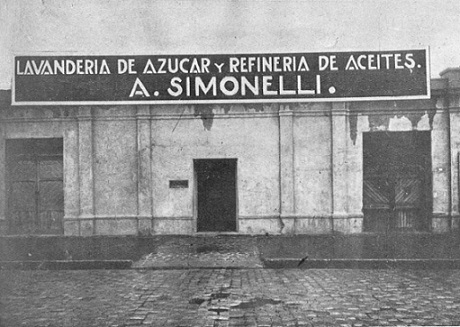 LAVANDERIA DE AZUCAR Y REFINERIA DE ACEITES.
A. SIMONELLI.